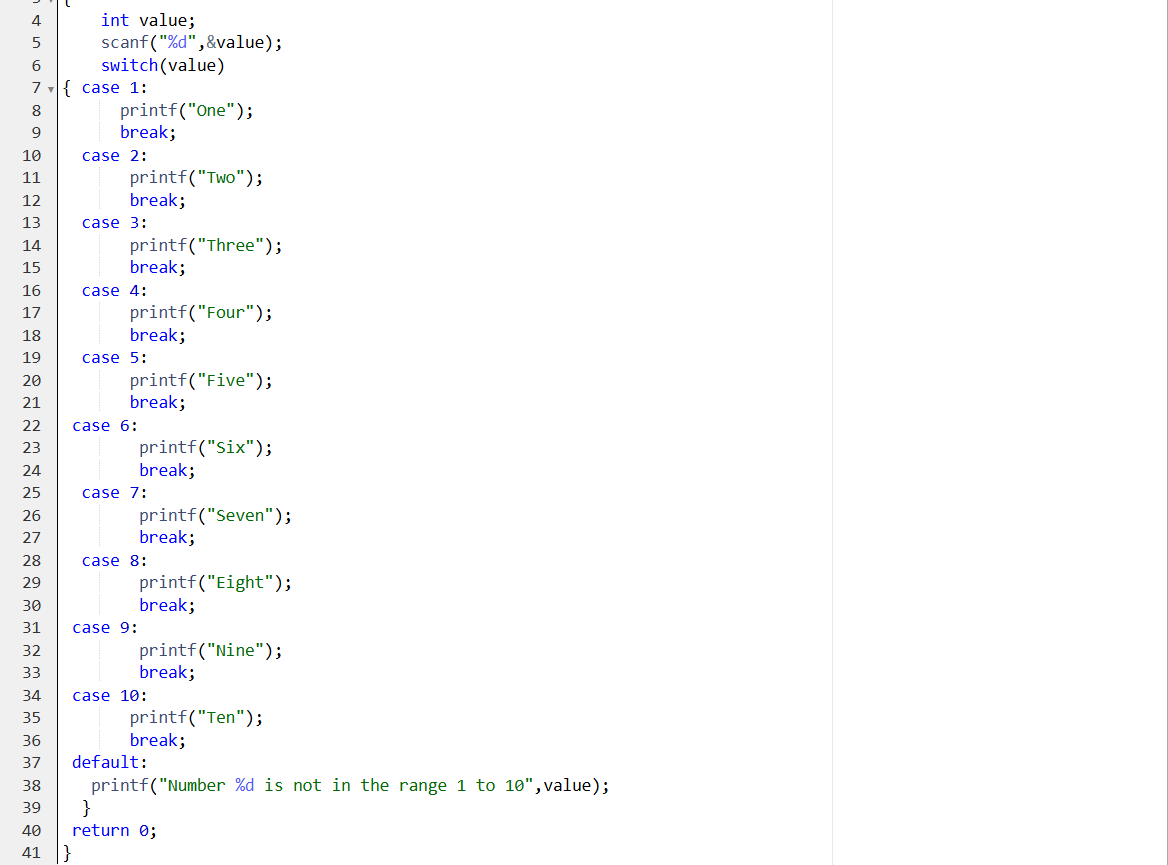 3 {
4 int value;
5 scanf("%d",&value);
6 switch(value)
7 { case 1:
8 printf("One");
9 break;
10 case 2:
11 printf("Two");
12 break;
13 case 3:
14 printf("Three");
15 break;
16 case 4:
17 printf("Four");
18 break;
19 case 5:
20 printf("Five");
21 break;
22 case 6:
23 printf("Six");
24 break;
25 case 7:
26 printf("Seven");
27 break;
28 case 8:
29 printf("Eight");
30 break;
31 case 9:
32 printf("Nine");
33 break;
34 case 10:
35 printf("Ten");
36 break;
37 default:
38 printf("Number %d is not in the range 1 to 10",value);
39 }
40 return 0;
41 }